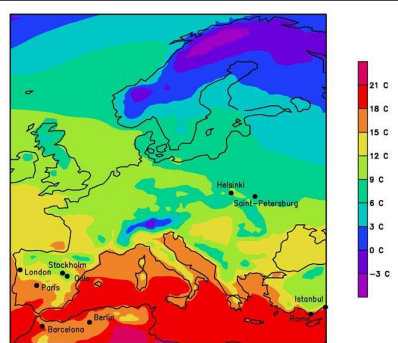 21 C
18 C
15 C
12 C
9 C
6 C
3 C
0 C
-3 C
Helsinki
Saint-Petersburg
Stockholm
London
Oslo
Paris
Istanbul
Rome
Berlin
Barcelona